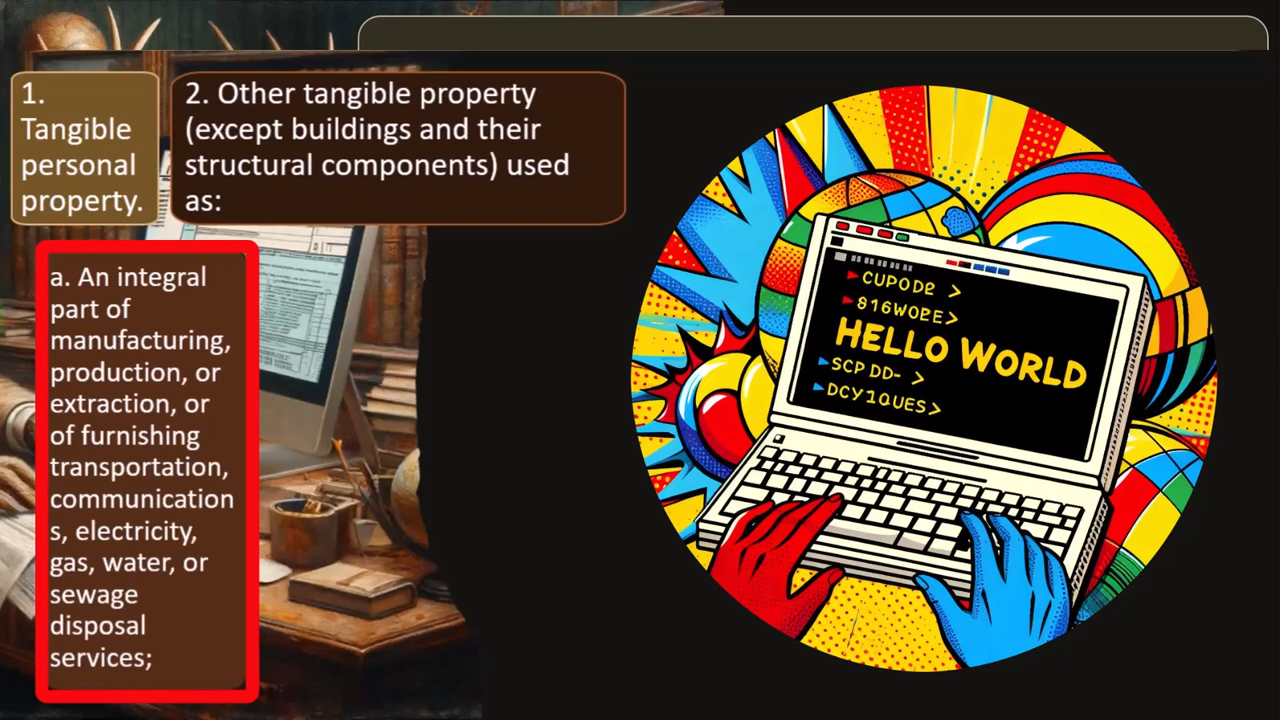 1.
Tangible
personal
property.
2. Other tangible property
(except buildings and their
structural components) used
as:
a. An integral
part of
manufacturing,
production, or
extraction, or
of furnishing
transportation,
communication
s, electricity,
gas, water, or
sewage
disposal
services;
CUPODR >
816WORE>
HELLO WORLD
SCP DD- >
DCY1QUES>